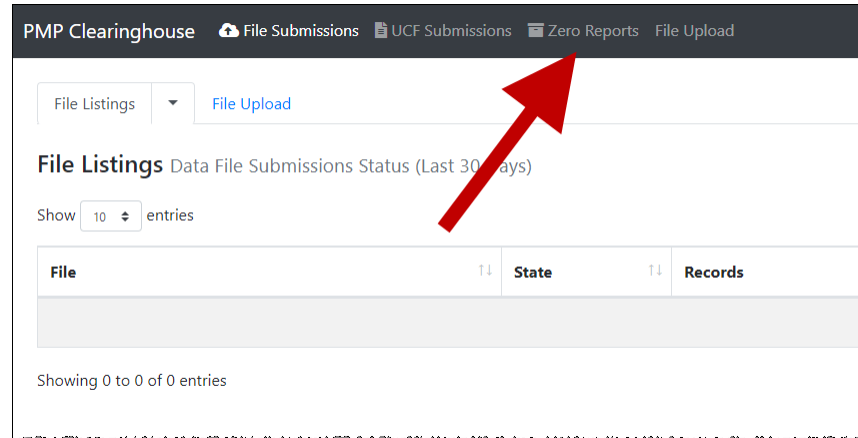 PMP Clearinghouse File Submissions UCF Submissions Zero Reports File Upload
File Listings File Upload
File Listings Data File Submissions Status (Last 30 Days)
Show 10 entries
File State Records
Showing 0 to 0 of 0 entries